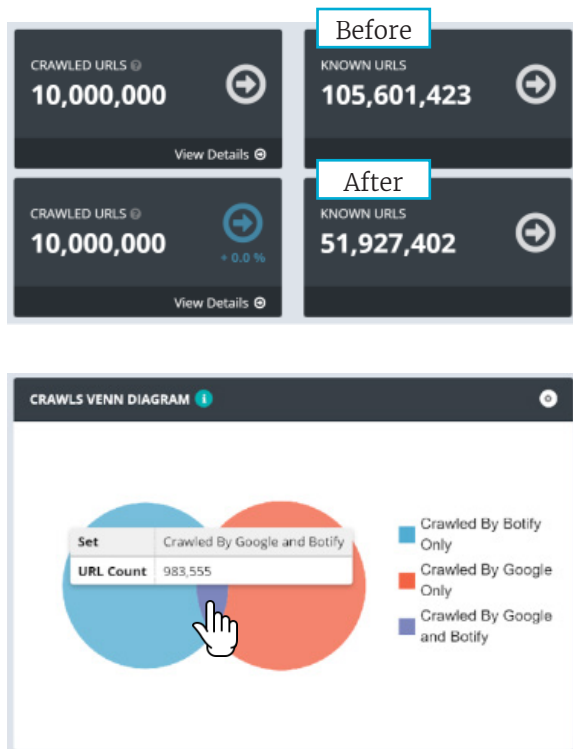 Before
CRAWLED URLS
10,000,000
View Details
KNOWN URLS
105,601,423
After
CRAWLED URLS
10,000,000
+ 0.0 %
View Details
KNOWN URLS
51,927,402
CRAWLS VENN DIAGRAM
Set Crawled By Google and Botify
URL Count 983,555
Crawled By Botify
Only
Crawled By Google
Only
Crawled By Google
and Botify